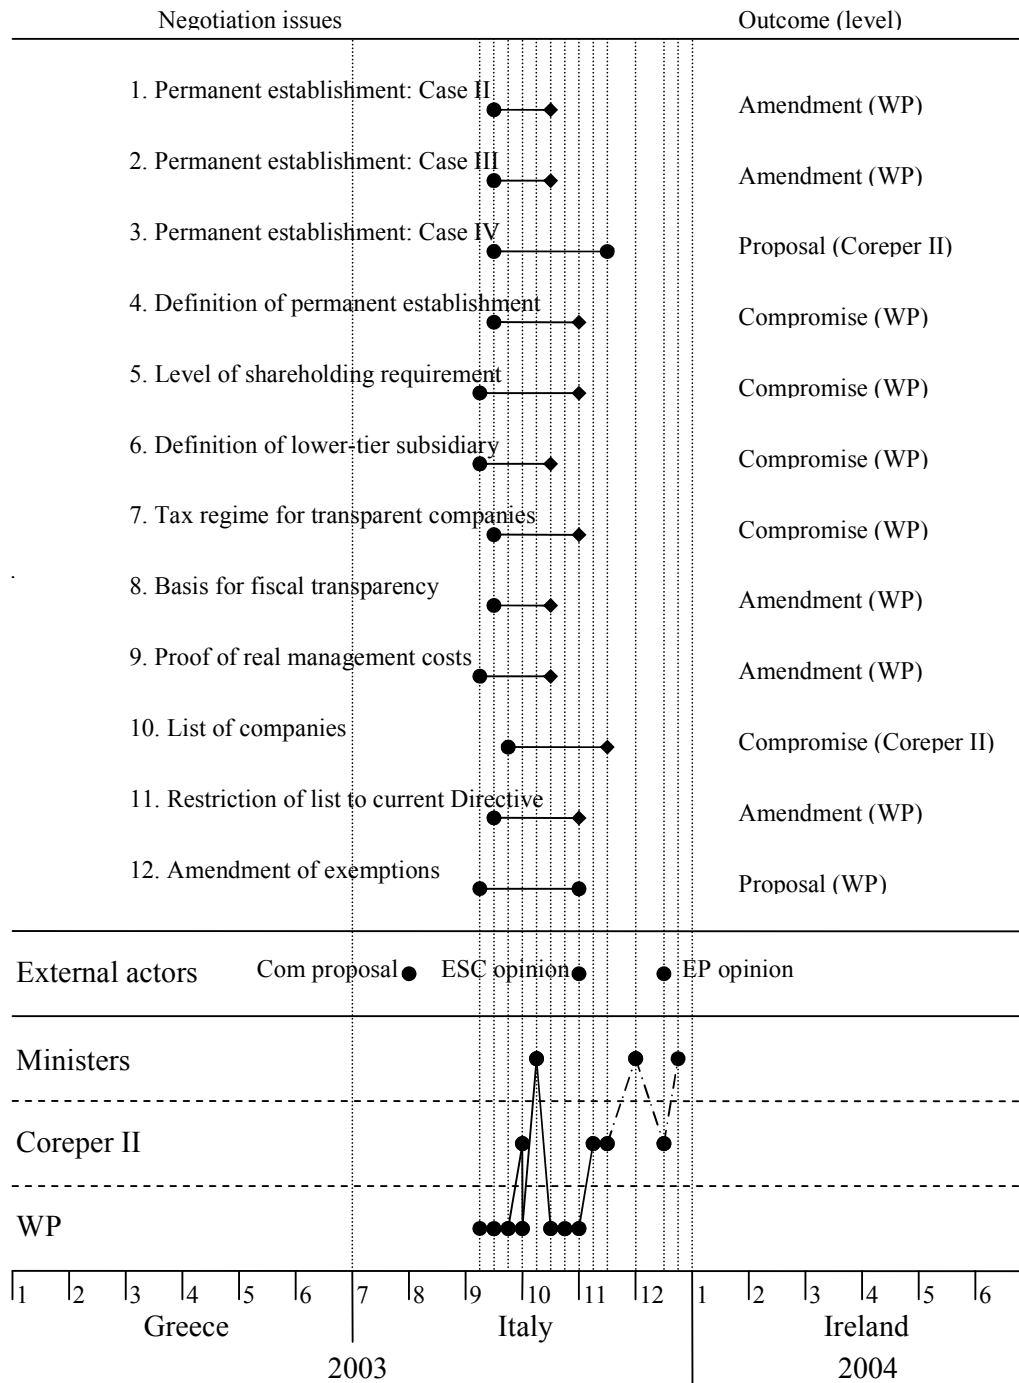 Negotiation issues Outcome (level)
1. Permanent establishment: Case II
Amendment (WP)
2. Permanent establishment: Case III
Amendment (WP)
3. Permanent establishment: Case IV
Proposal (Coreper II)
4. Definition of permanent establishment
Compromise (WP)
5. Level of shareholding requirement
Compromise (WP)
6. Definition of lower-tier subsidiary
Compromise (WP)
7. Tax regime for transparent companies
Compromise (WP)
8. Basis for fiscal transparency
Amendment (WP)
9. Proof of real management costs
Amendment (WP)
10. List of companies
Compromise (Coreper II)
11. Restriction of list to current Directive
Amendment (WP)
12. Amendment of exemptions
Proposal (WP)
External actors Com proposal ESC opinion EP opinion
Ministers
Coreper II
WP
1 2 3 4 5 6 7 8 9 10 11 12 1 2 3 4 5 6
Greece Italy Ireland
2003 2004